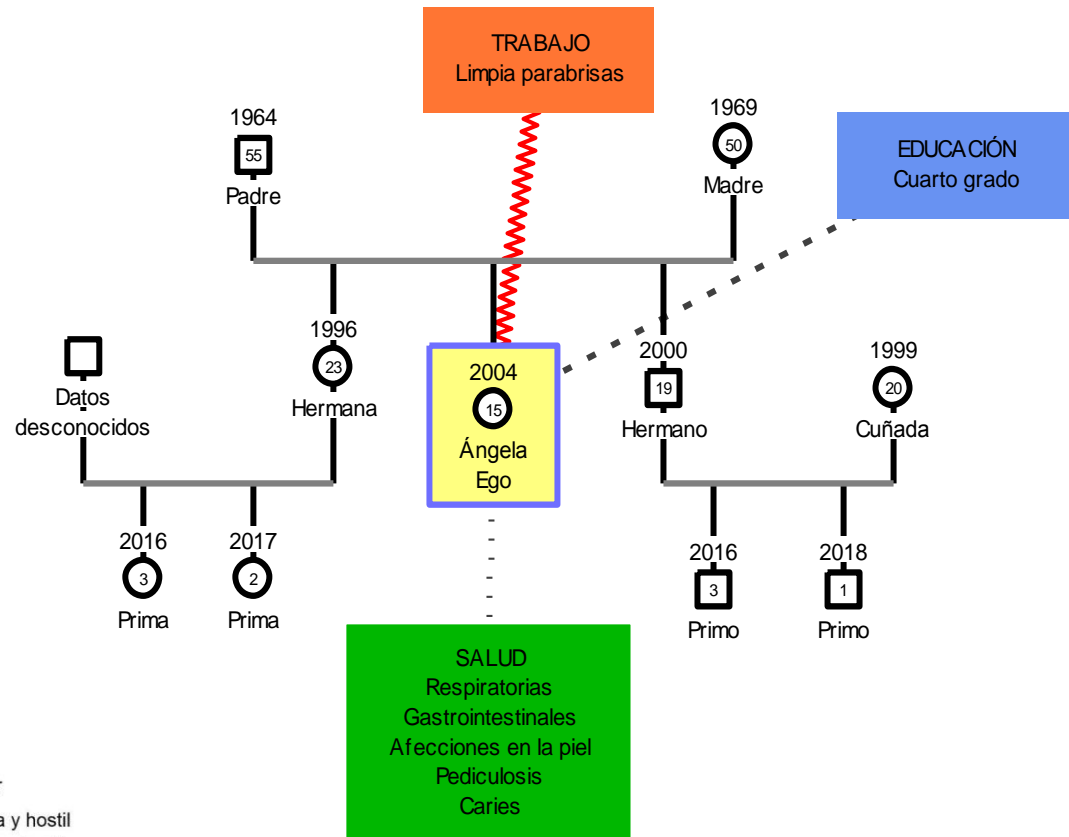 TRABAJO
Limpia parabrisas
1964
55
Padre
1969
50
Madre
EDUCACIÓN
Cuarto grado
Datos
desconocidos
1996
23
Hermana
2004
15
Ángela
Ego
2000
19
Hermano
1999
20
Cuñada
2016
3
Prima
2017
2
Prima
2016
3
Primo
2018
1
Primo
SALUD
Respiratorias
Gastrointestinales
Afecciones en la piel
Pediculosis
Caries
y hostil